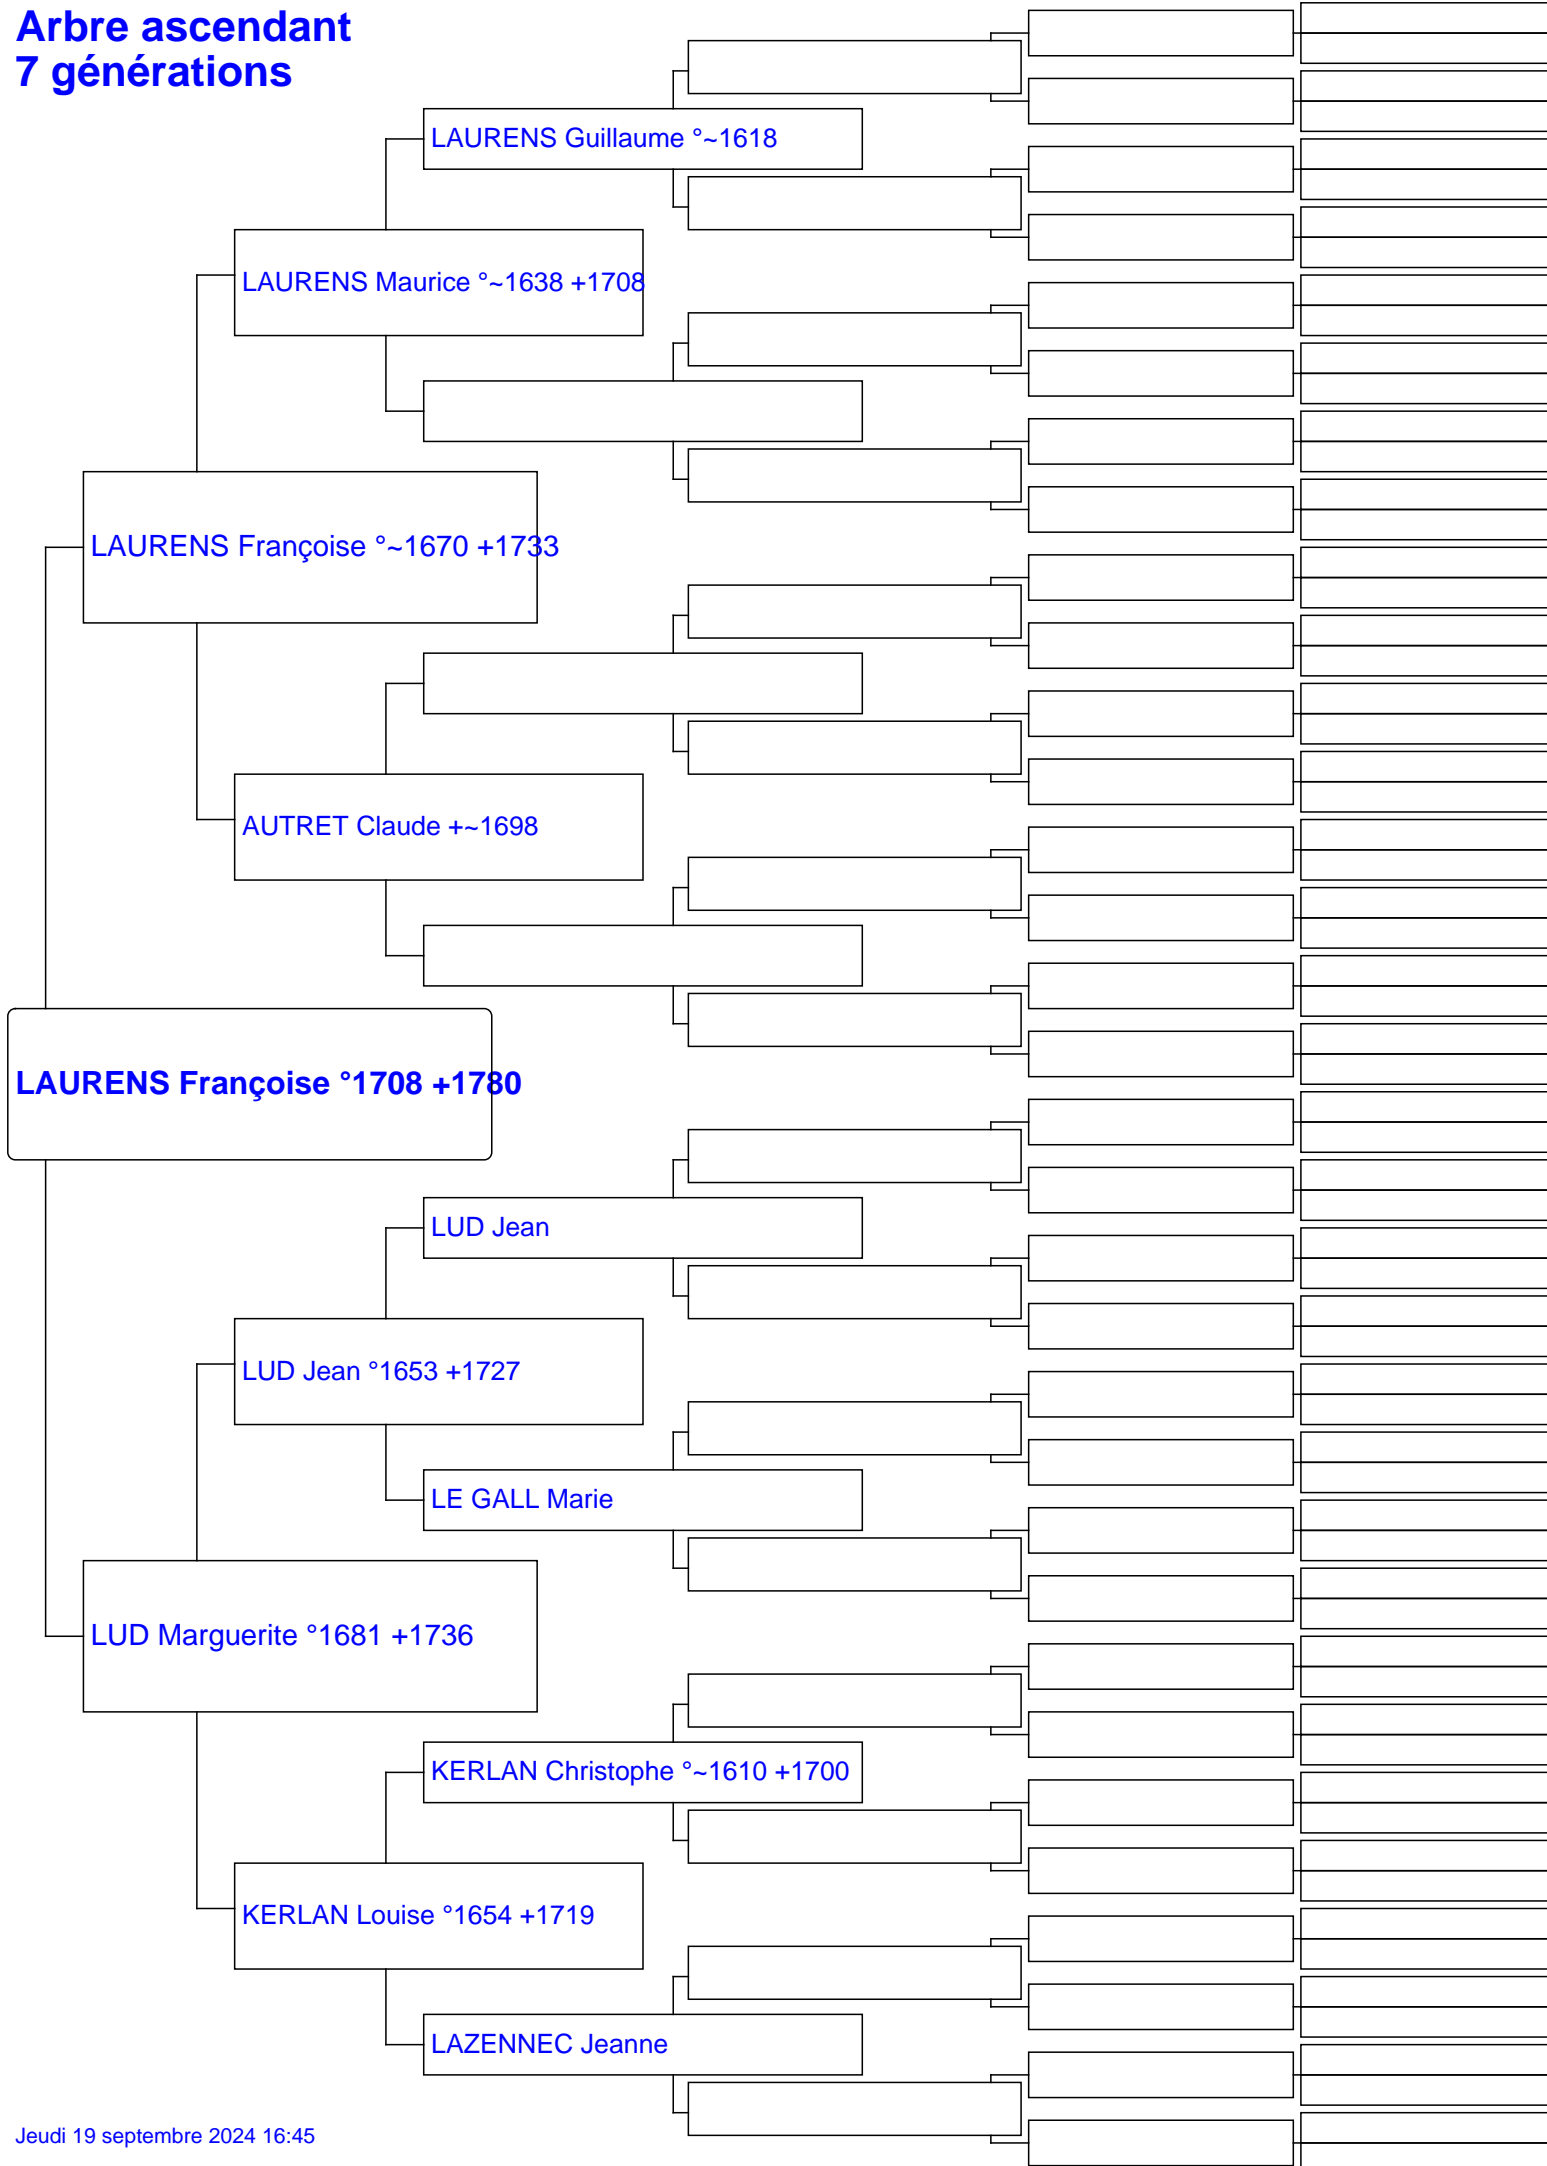 Arbre ascendant
7 générations
LAURENS Guillaume °~1618
LAURENS Maurice °~1638 +1708
LAURENS Françoise °~1670 +1733
AUTRET Claude +~1698
LAURENS Françoise °1708 +1780
LUD Jean
LUD Jean °1653 +1727
LE GALL Marie
LUD Marguerite °1681 +1736
KERLAN Christophe °~1610 +1700
KERLAN Louise °1654 +1719
LAZENNEC Jeanne
Jeudi 19 septembre 2024 16:45